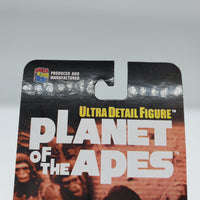 PRODUCED AND
MANUFACTURED
ULTRA DETAIL FIGURE™
PLANET
OF THE APES